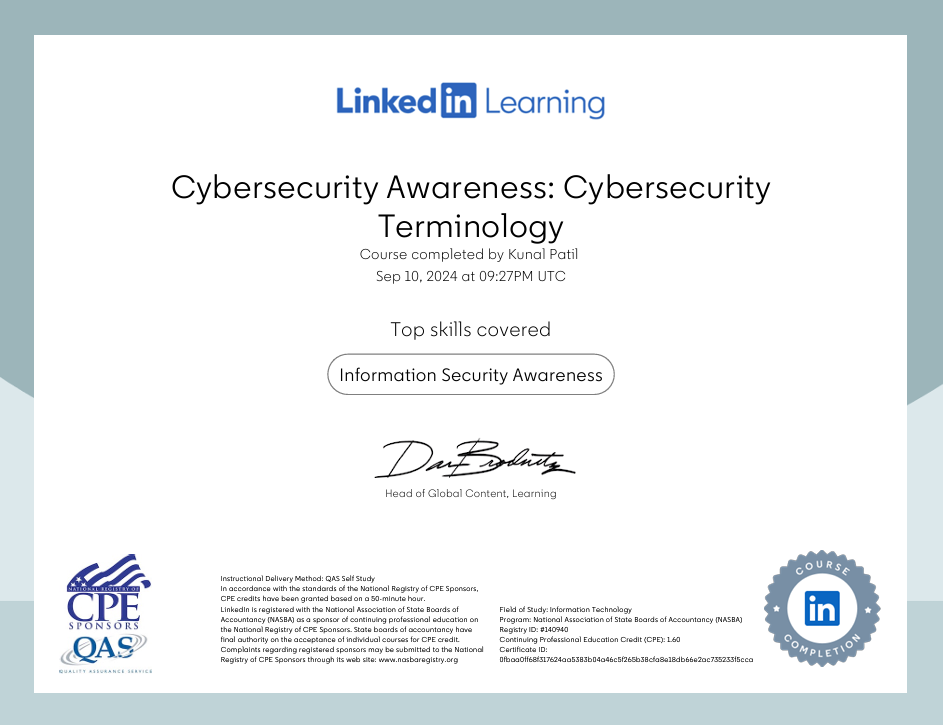 Linked in Learning
Cybersecurity Awareness: Cybersecurity
Terminology
Course completed by Kunal Patil
Sep 10, 2024 at 09:27PM UTC
Top skills covered
Information Security Awareness
Dan Brodnitz
Head of Global Content, Learning
NATIONAL REGISTRY OF
CPE
SPONSORS
QAS
QUALITY ASSURANCE SERVICE
Instructional Delivery Method: QAS Self Study
In accordance with the standards of the National Registry of CPE Sponsors,
CPE credits have been granted based on a 50-minute hour.
LinkedIn is registered with the National Association of State Boards of
Accountancy (NASBA) as a sponsor of continuing professional education on
the National Registry of CPE Sponsors. State boards of accountancy have
final authority on the acceptance of individual courses for CPE credit.
Complaints regarding registered sponsors may be submitted to the National
Registry of CPE Sponsors through its web site: www.nasbaregistry.org
Field of Study: Information Technology
Program: National Association of State Boards of Accountancy (NASBA)
Registry ID: #140940
Continuing Professional Education Credit (CPE): 1.60
Certificate ID:
COURSE
in
COMPLETION